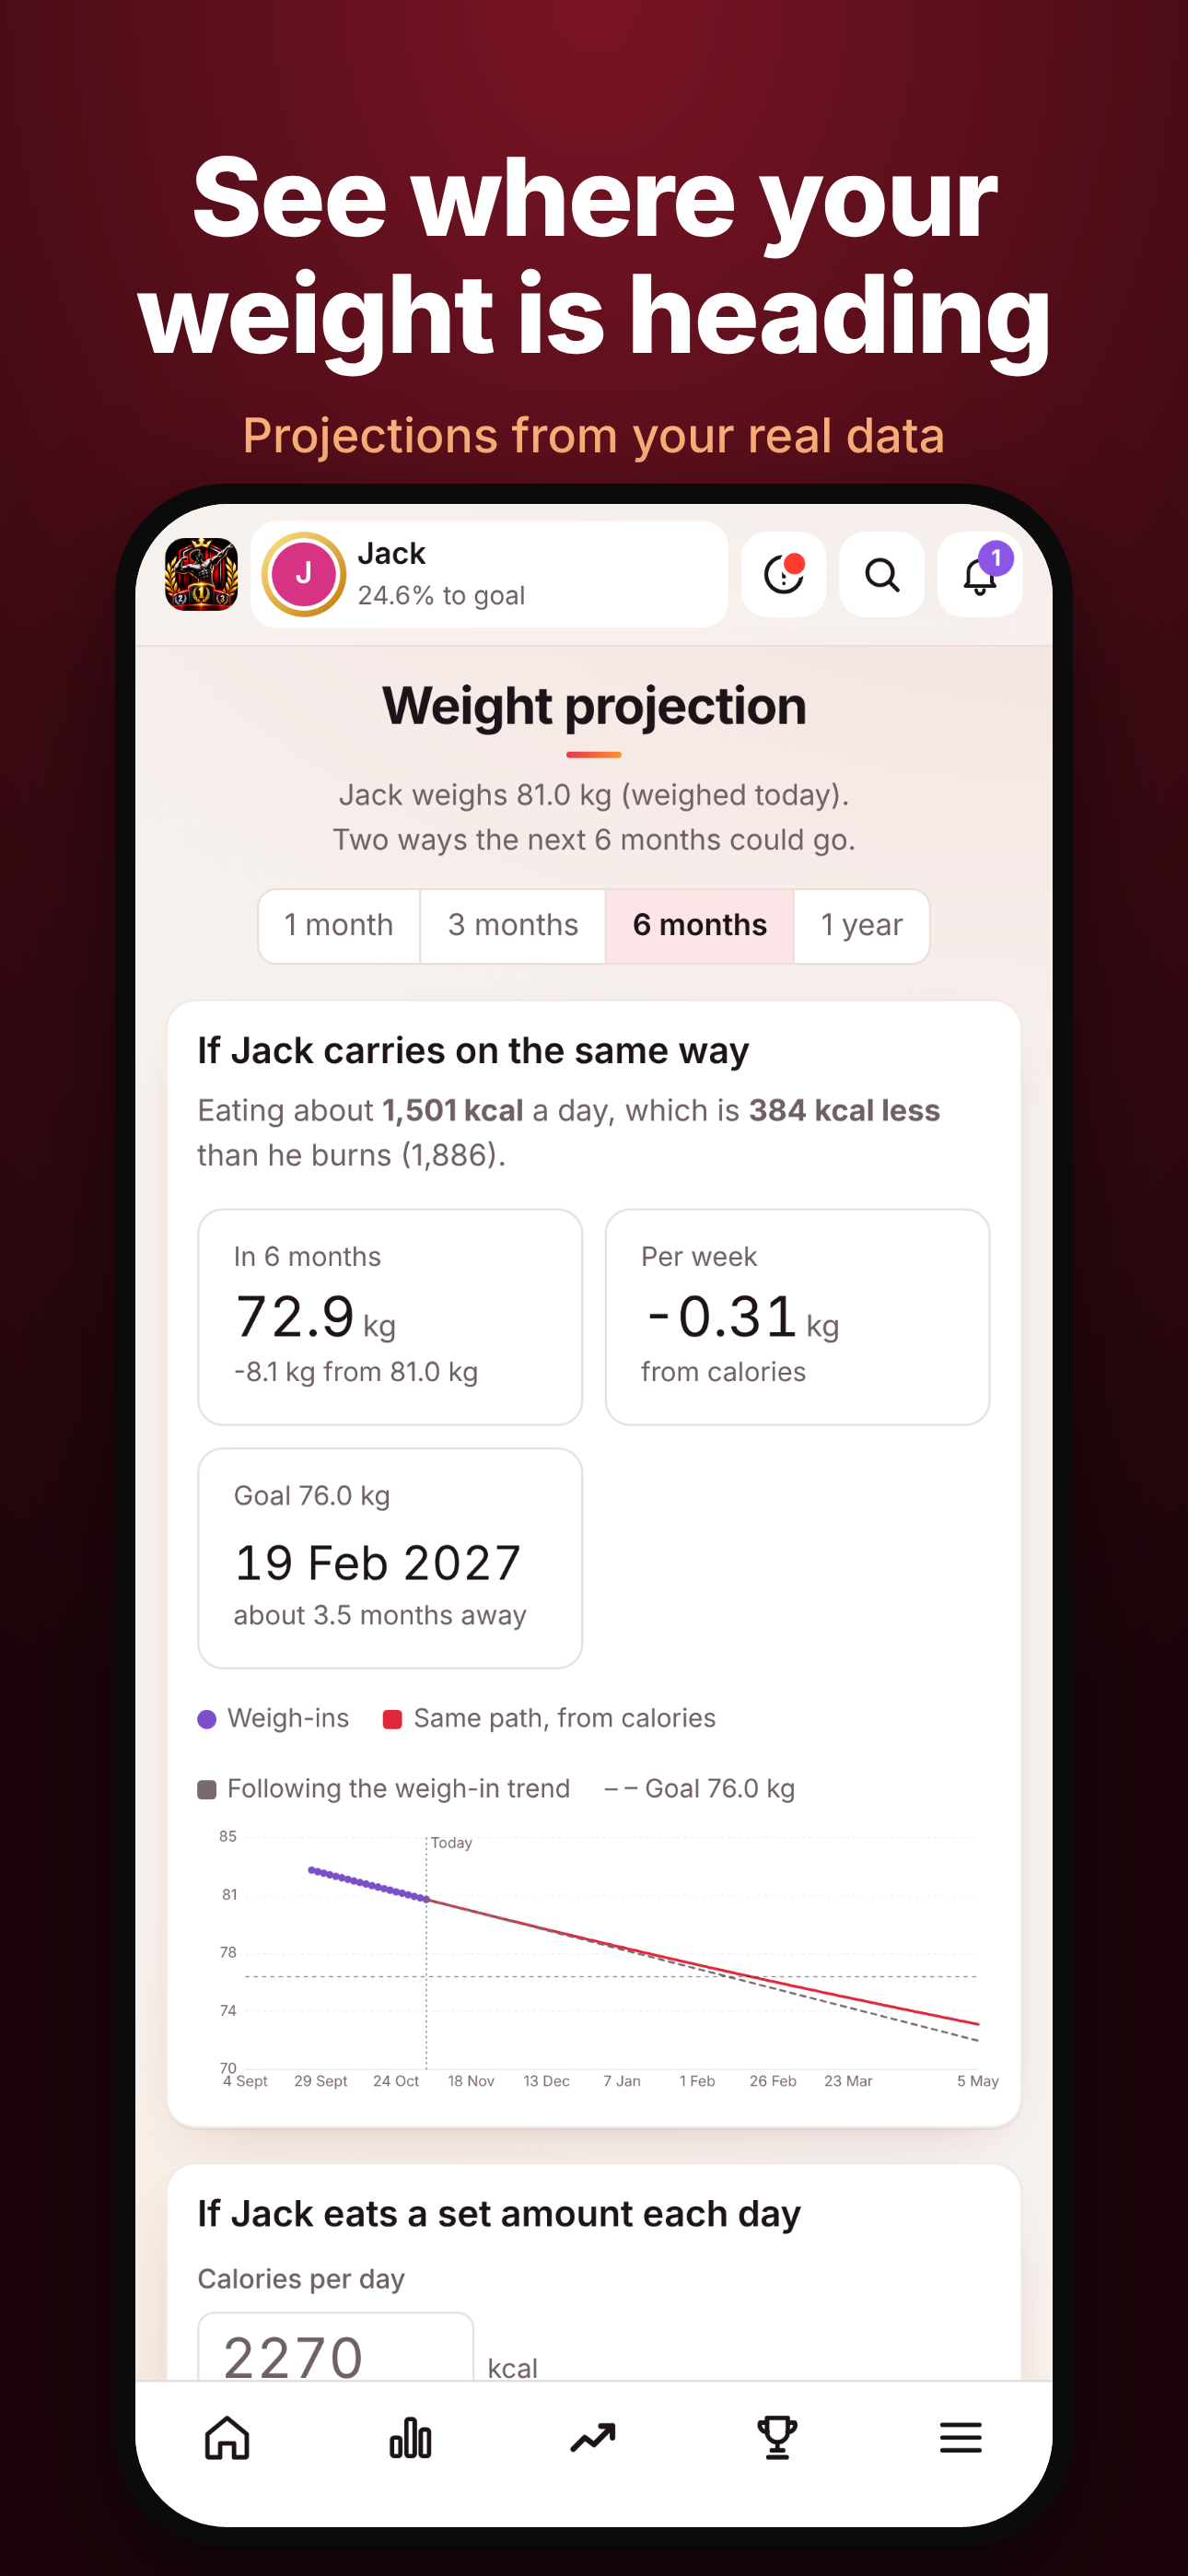 See where your
weight is heading
Projections from your real data
J
Jack
24.6% to goal
1
Weight projection
Jack weighs 81.0 kg (weighed today).
Two ways the next 6 months could go.
1 month 3 months 6 months 1 year
If Jack carries on the same way
Eating about 1,501 kcal a day, which is 384 kcal less
than he burns (1,886).
In 6 months
72.9 kg
-8.1 kg from 81.0 kg
Per week
-0.31 kg
from calories
Goal 76.0 kg
19 Feb 2027
about 3.5 months away
Weigh-ins Same path, from calories
Following the weigh-in trend Goal 76.0 kg
85
Today
81
78
74
70
4 Sept 29 Sept 24 Oct 18 Nov 13 Dec 7 Jan 1 Feb 26 Feb 23 Mar 5 May
If Jack eats a set amount each day
Calories per day
2270 kcal